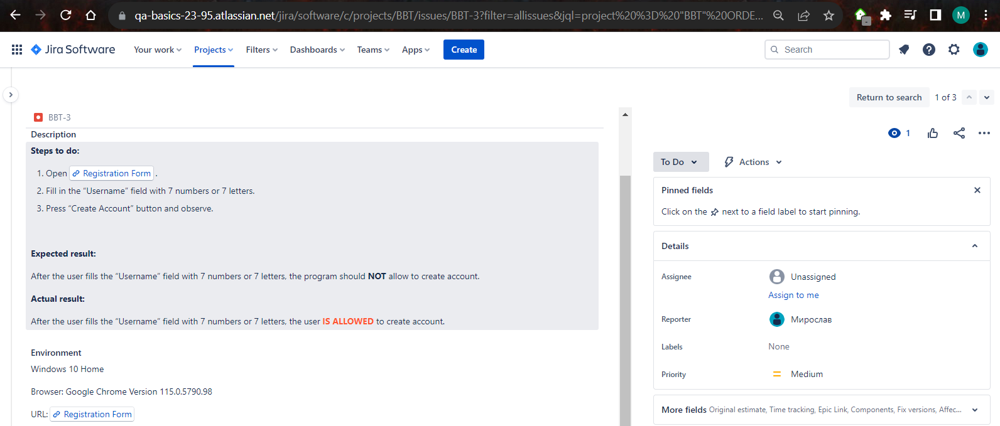 qa-basics-23-95.atlassian.net/jira/software/c/projects/BBT/issues/BBT-3?filter=allissues&jql=project%20%3D%20"BBT"%20ORDE...
M
Jira Software
Your work
Projects
Filters
Dashboards
Teams
Apps
Create
Search
Return to search
1 of 3
BBT-3
1
Description
Steps to do:
1. Open Registration Form .
2. Fill in the “Username” field with 7 numbers or 7 letters.
3. Press “Create Account” button and observe.
Expected result:
After the user fills the “Username” field with 7 numbers or 7 letters, the program should NOT allow to create account.
Actual result:
After the user fills the “Username” field with 7 numbers or 7 letters, the user IS ALLOWED to create account.
Environment
Windows 10 Home
Browser: Google Chrome Version 115.0.5790.98
URL: Registration Form
To Do
Actions
Pinned fields
Click on the next to a field label to start pinning.
Details
Assignee
Unassigned
Assign to me
Reporter
Мирослав
Labels
None
Priority
Medium
More fields Original estimate, Time tracking, Epic Link, Components, Fix versions, Affec...